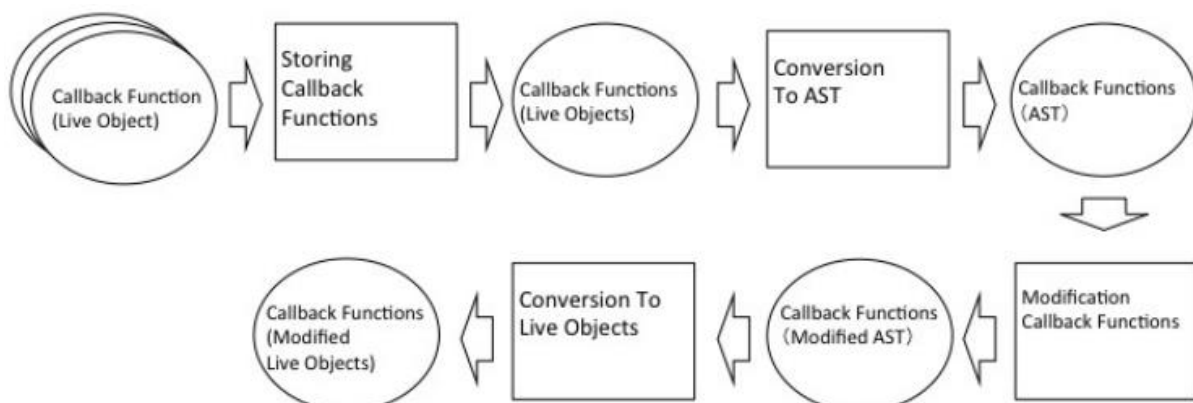 Callback Function
(Live Object)
Storing
Callback
Functions
Callback Functions
(Live Objects)
Conversion
To AST
Callback Functions
（AST）
Modification
Callback Functions
Callback Functions
（Modified AST）
Conversion To
Live Objects
Callback Functions
(Modified
Live Objects)